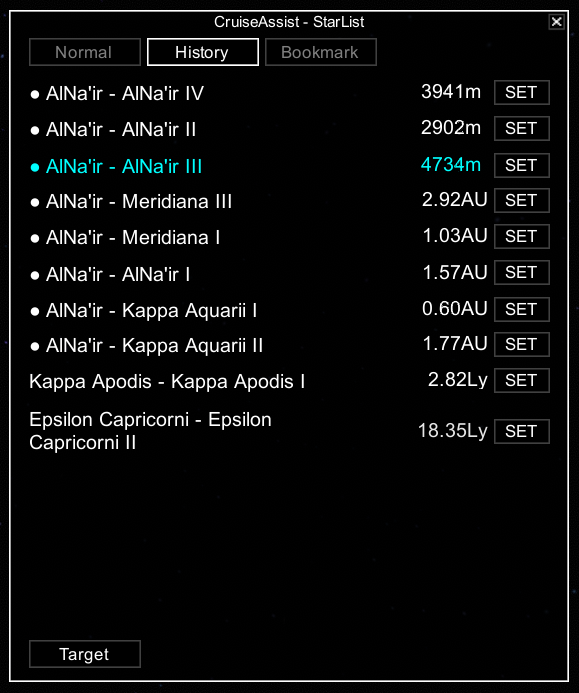 CruiseAssist - StarList
Normal History Bookmark
● AlNa'ir - AlNa'ir IV 3941m SET
● AlNa'ir - AlNa'ir II 2902m SET
● AlNa'ir - AlNa'ir III 4734m SET
● AlNa'ir - Meridiana III 2.92AU SET
● AlNa'ir - Meridiana I 1.03AU SET
● AlNa'ir - AlNa'ir I 1.57AU SET
● AlNa'ir - Kappa Aquarii I 0.60AU SET
● AlNa'ir - Kappa Aquarii II 1.77AU SET
Kappa Apodis - Kappa Apodis I 2.82Ly SET
Epsilon Capricorni - Epsilon
Capricorni II 18.35Ly SET
Target